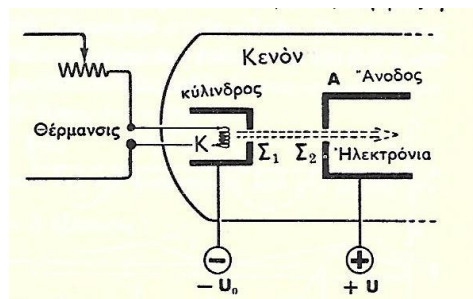 Κενὸν
κύλινδρος
Α Ἄνοδος
Θέρμανσις
Κ
Σ₁ Σ₂ Ἠλεκτρόνια
− U₀
+ U